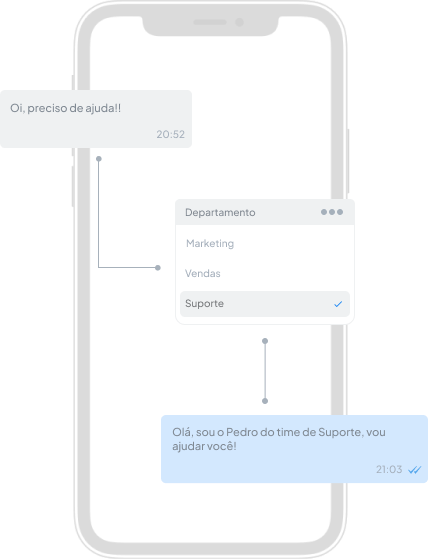 Oi, preciso de ajuda!!
20:52
Departamento
Marketing
Vendas
Suporte
Olá, sou o Pedro do time de Suporte, vou
ajudar você!
21:03